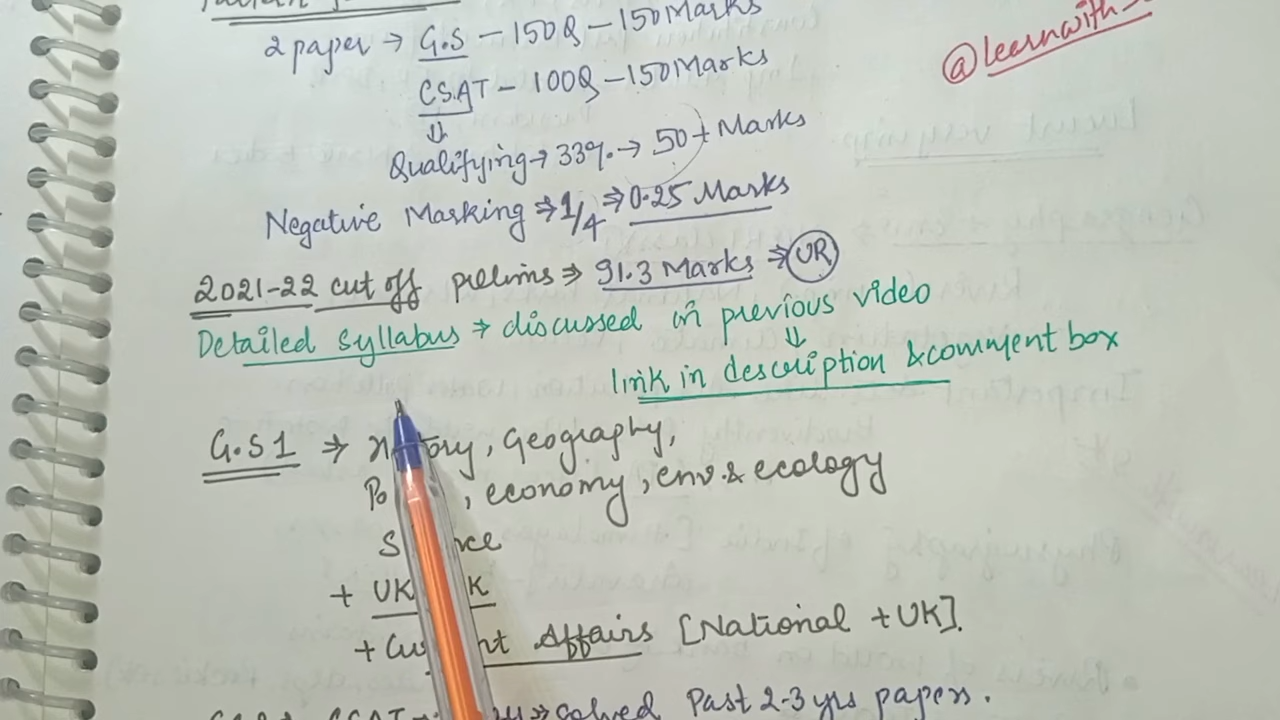 2 paper → G.S - 150Q - 150 Marks
@learnwith
CSAT - 100Q - 150 Marks
⇓
Qualifying → 33% → 50+ Marks
Negative Marking ⇒ 1/4 ⇒ 0.25 Marks
2021-22 cut off prelims ⇒ 91.3 Marks ⇒ UR
Detailed Syllabus → discussed in previous video
⇓
link in description & comment box
G.S 1 ⇒ , Geography,
, economy, env. & ecology
+ UK
+ Affairs [National + UK].
⇒ solved Past 2-3 yrs papers.